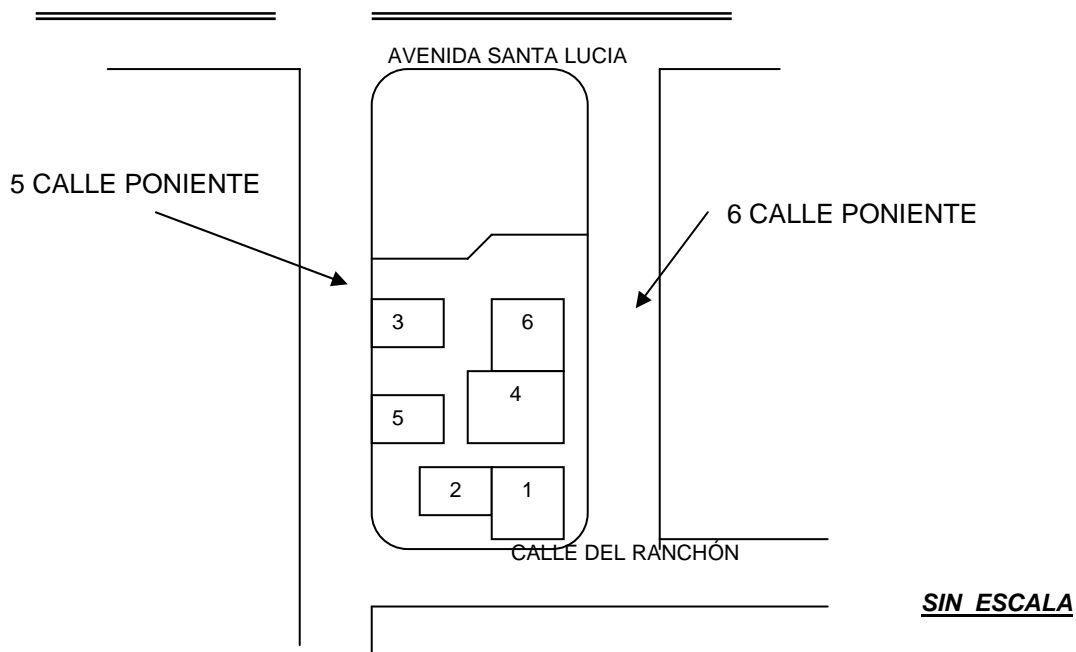 AVENIDA SANTA LUCIA
5 CALLE PONIENTE
6 CALLE PONIENTE
3
6
4
5
2
1
CALLE DEL RANCHÓN
SIN ESCALA